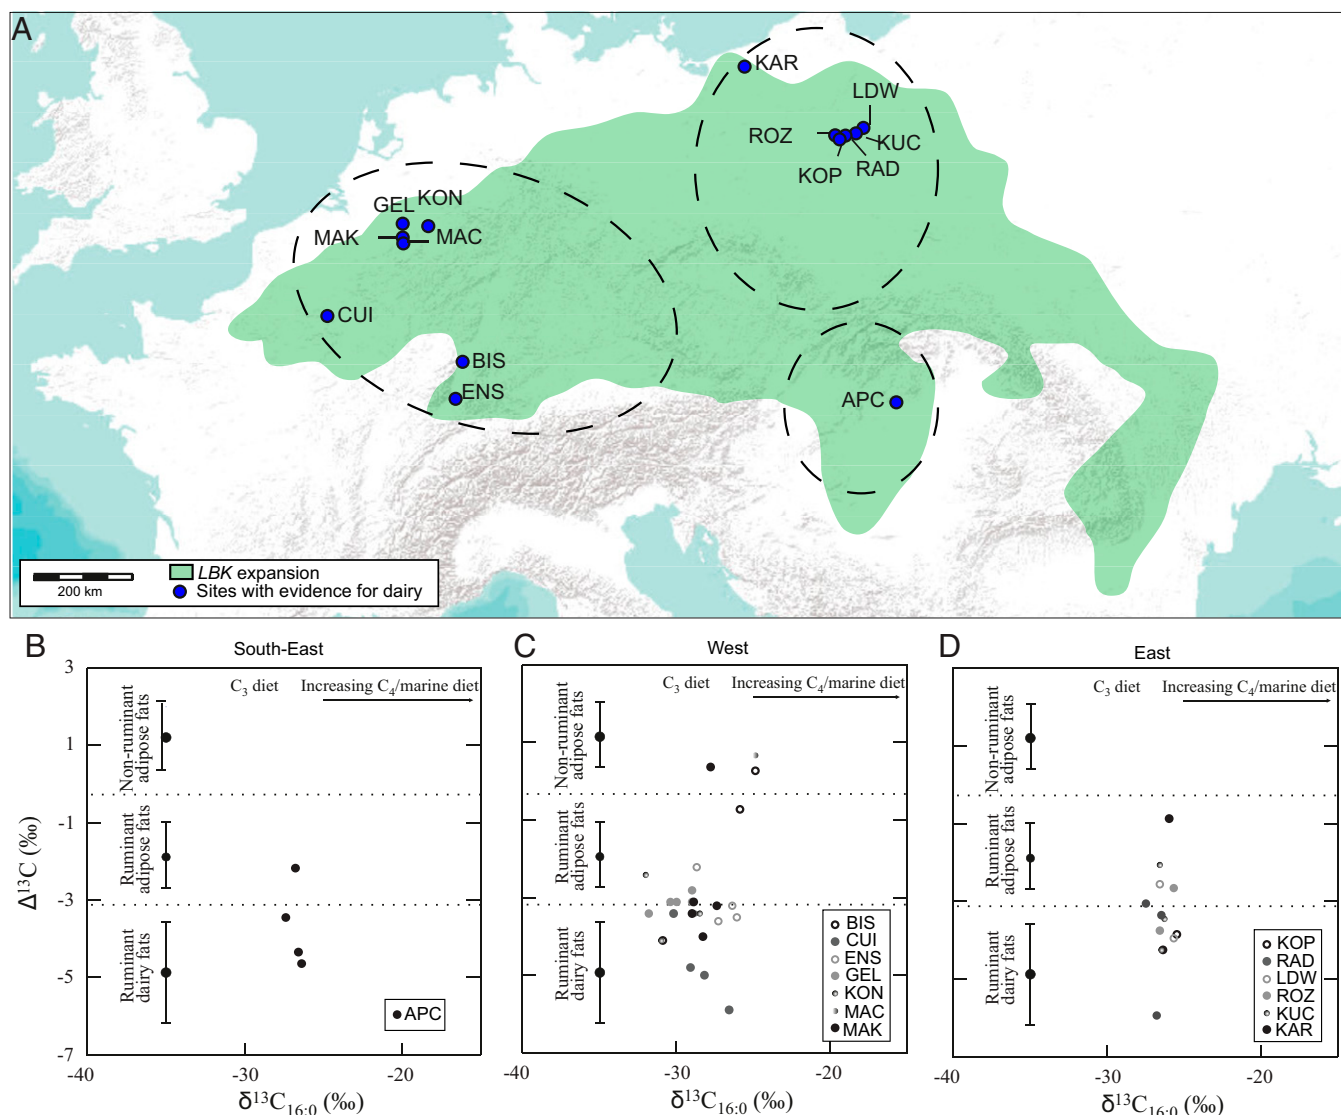 A
KAR
LDW
ROZ
KUC
KOP
RAD
GEL
KON
MAK
MAC
CUI
BIS
ENS
APC
LBK expansion
Sites with evidence for dairy
200 km
B
South-East
3
1
-1
-3
-5
-7
Δ¹³C (‰)
C₃ diet
Increasing C₄/marine diet
Non-ruminant
adipose fats
Ruminant
adipose fats
Ruminant
dairy fats
APC
-40
-30
-20
δ¹³C₁₆:₀ (‰)
C
West
C₃ diet
Increasing C₄/marine diet
Non-ruminant
adipose fats
Ruminant
adipose fats
Ruminant
dairy fats
BIS
CUI
ENS
GEL
KON
MAC
MAK
-40
-30
-20
δ¹³C₁₆:₀ (‰)
D
East
C₃ diet
Increasing C₄/marine diet
Non-ruminant
adipose fats
Ruminant
adipose fats
Ruminant
dairy fats
KOP
RAD
LDW
ROZ
KUC
KAR
-40
-30
-20
δ¹³C₁₆:₀ (‰)